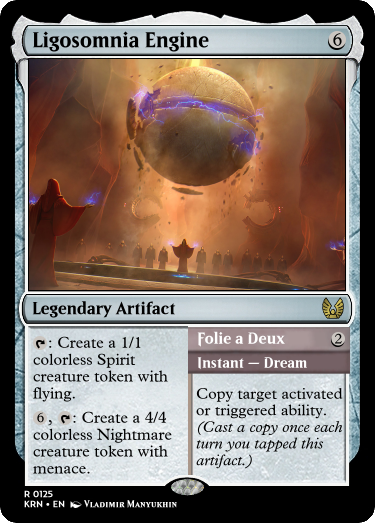 Ligosomnia Engine 6
Legendary Artifact
: Create a 1/1
colorless Spirit
creature token with
flying.
6, : Create a 4/4
colorless Nightmare
creature token with
menace.
Folie a Deux 2
Instant — Dream
Copy target activated
or triggered ability.
(Cast a copy once each
turn you tapped this
artifact.)
R 0125
KRN • EN Vladimir Manyukhin